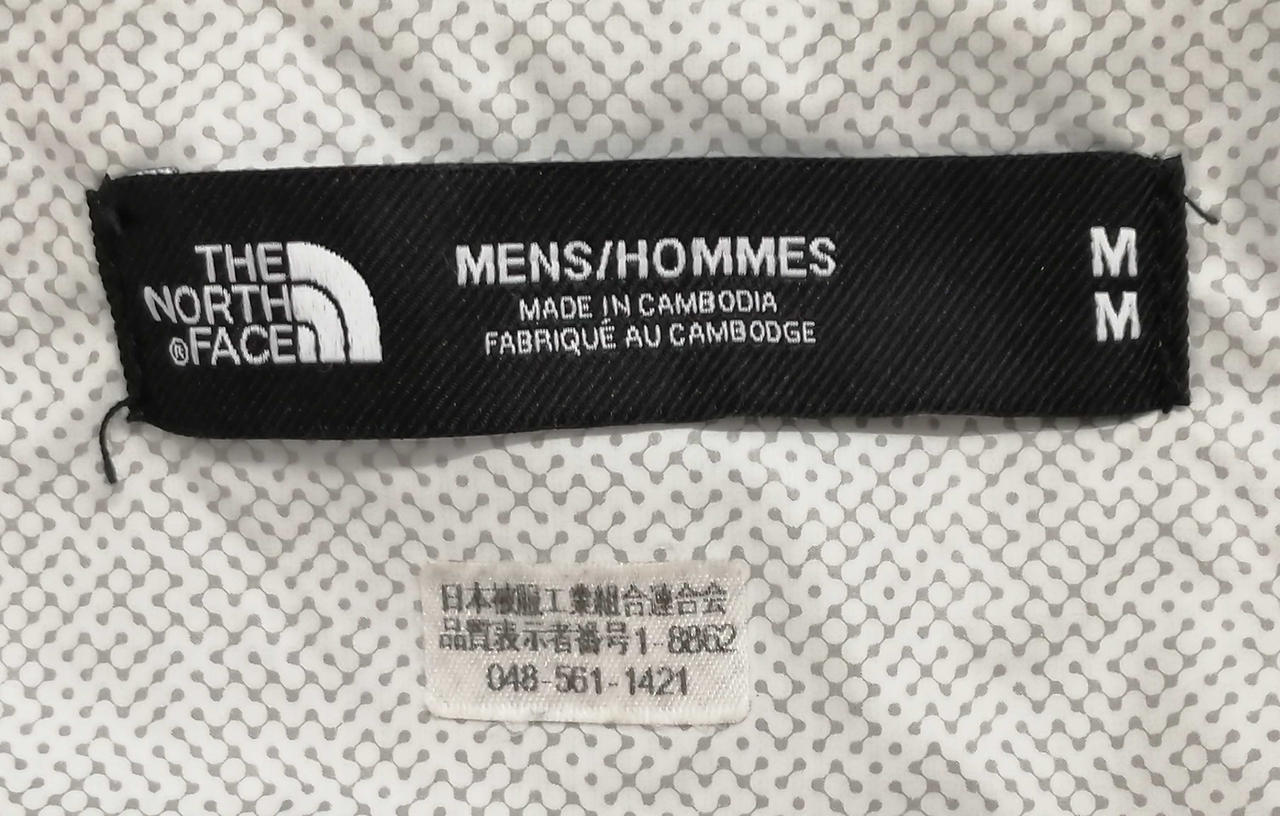 THE
NORTH
FACE
®
MENS/HOMMES
MADE IN CAMBODIA
FABRIQUÉ AU CAMBODGE
M
M
日本被服工業組合連合会
品質表示者番号1-8862
048-561-1421